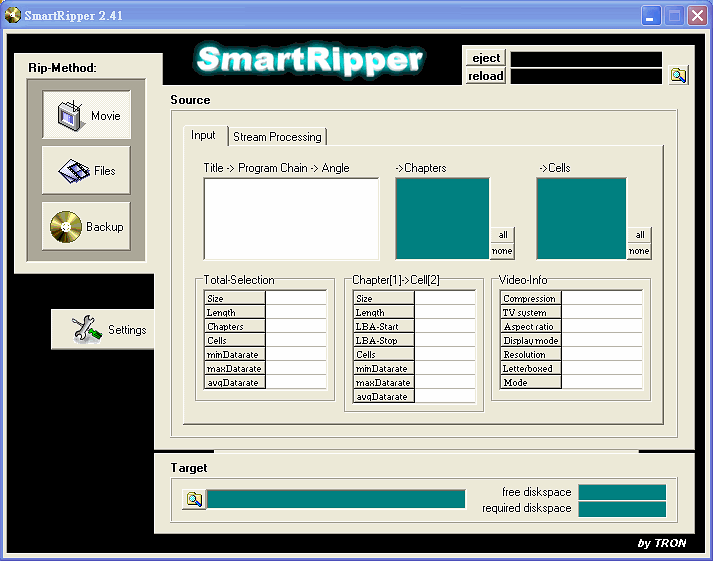 SmartRipper 2.41
SmartRipper
eject
reload
Rip-Method:
Movie
Files
Backup
Settings
Source
Input
Stream Processing
Title -> Program Chain -> Angle
->Chapters
all
none
->Cells
all
none
Total-Selection
Size
Length
Chapters
Cells
minDatarate
maxDatarate
avgDatarate
Chapter[1]->Cell[2]
Size
Length
LBA-Start
LBA-Stop
Cells
minDatarate
maxDatarate
avgDatarate
Video-Info
Compression
TV system
Aspect ratio
Display mode
Resolution
Letterboxed
Mode
Target
free diskspace
required diskspace
by TRON